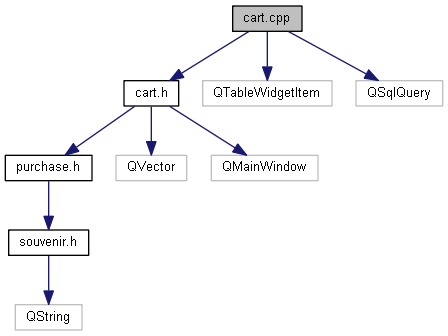 cart.cpp
cart.h
QTableWidgetItem
QSqlQuery
purchase.h
QVector
QMainWindow
souvenir.h
QString